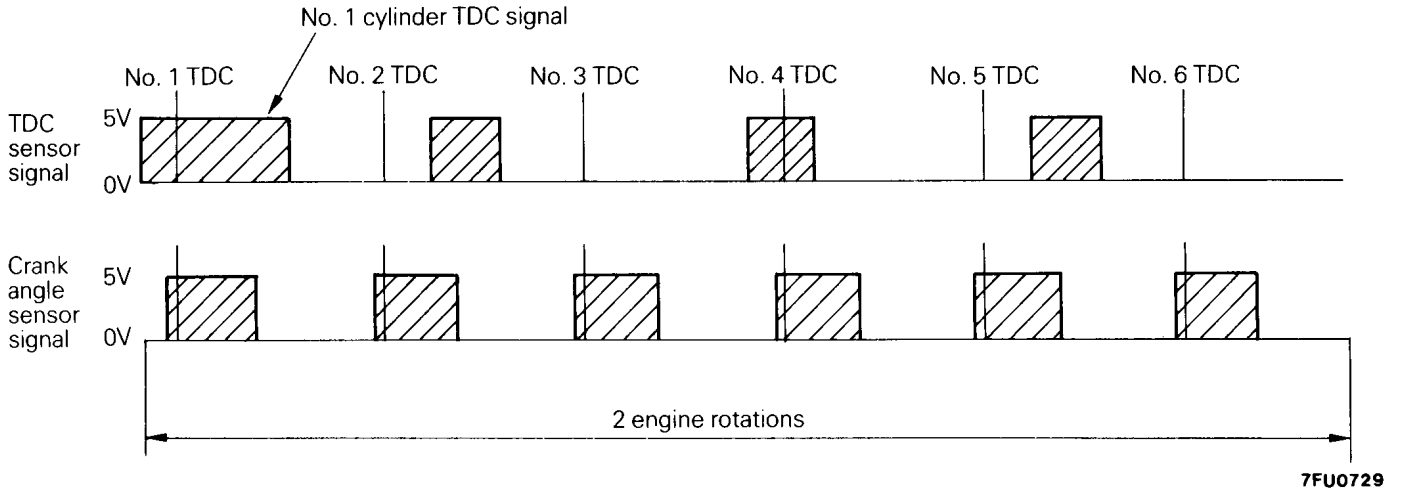 No. 1 cylinder TDC signal
No. 1 TDC
No. 2 TDC
No. 3 TDC
No. 4 TDC
No. 5 TDC
No. 6 TDC
TDC
sensor
signal
5V
0V
Crank
angle
sensor
signal
5V
0V
2 engine rotations
7FU0729